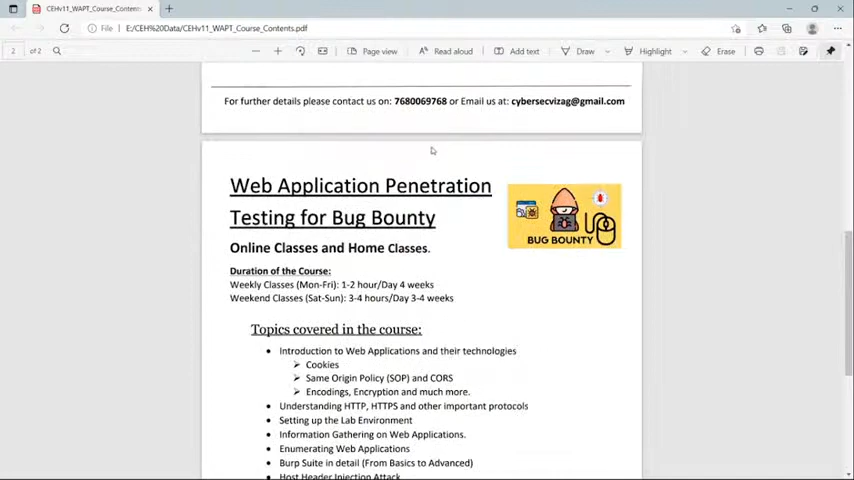 CEHv11_WAPT_Course_Contents.p
File
E:/CEH%20Data/CEHv11_WAPT_Course_Contents.pdf
2 of 2
Page view
Read aloud
Add text
Draw
Highlight
Erase
For further details please contact us on: 7680069768 or Email us at: cybersecvizag@gmail.com
Web Application Penetration
Testing for Bug Bounty
BUG BOUNTY
Online Classes and Home Classes.
Duration of the Course:
Weekly Classes (Mon-Fri): 1-2 hour/Day 4 weeks
Weekend Classes (Sat-Sun): 3-4 hours/Day 3-4 weeks
Topics covered in the course:
• Introduction to Web Applications and their technologies
➢ Cookies
➢ Same Origin Policy (SOP) and CORS
➢ Encodings, Encryption and much more.
• Understanding HTTP, HTTPS and other important protocols
• Setting up the Lab Environment
• Information Gathering on Web Applications.
• Enumerating Web Applications
• Burp Suite in detail (From Basics to Advanced)
• Host Header Injection Attack